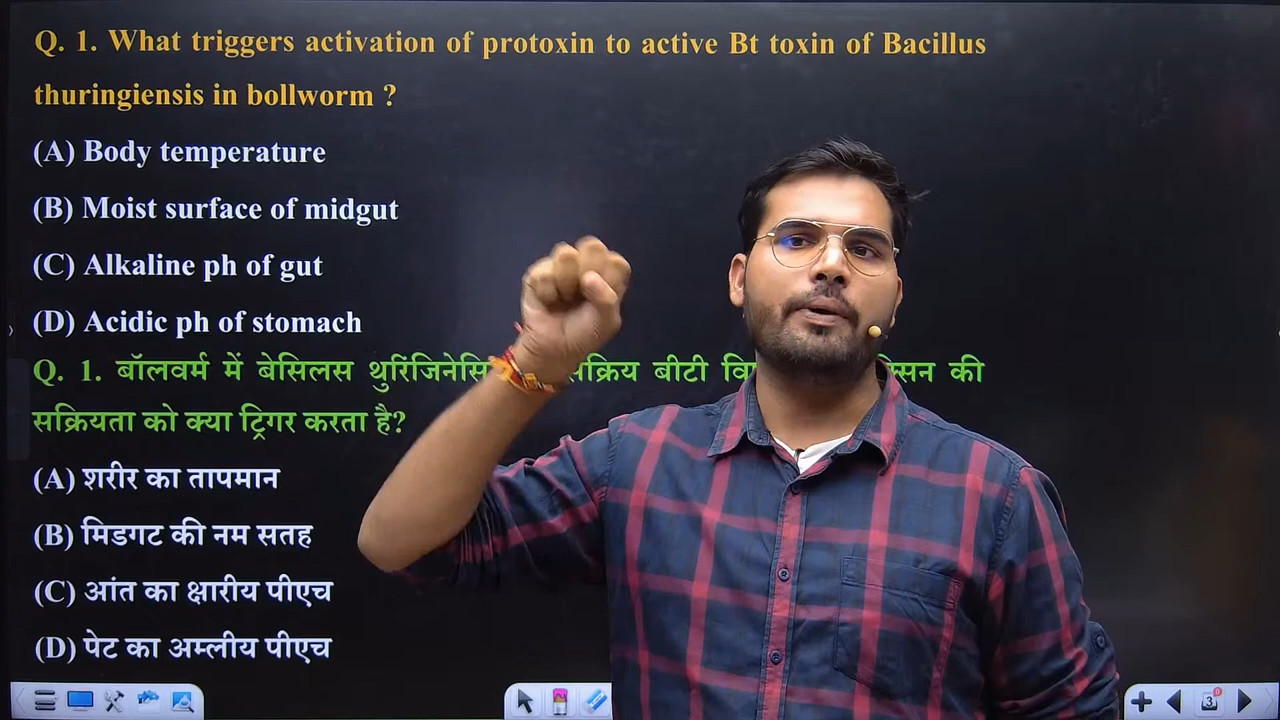 Q. 1. What triggers activation of protoxin to active Bt toxin of Bacillus
thuringiensis in bollworm ?
(A) Body temperature
(B) Moist surface of midgut
(C) Alkaline ph of gut
(D) Acidic ph of stomach
Q. 1. बॉलवर्म में बेसिलस बीटी की
सक्रियता को क्या ट्रिगर करता है?
(A) शरीर का तापमान
(B) मिडगट की नम सतह
(C) आंत का क्षारीय पीएच
(D) पेट का अम्लीय पीएच
3